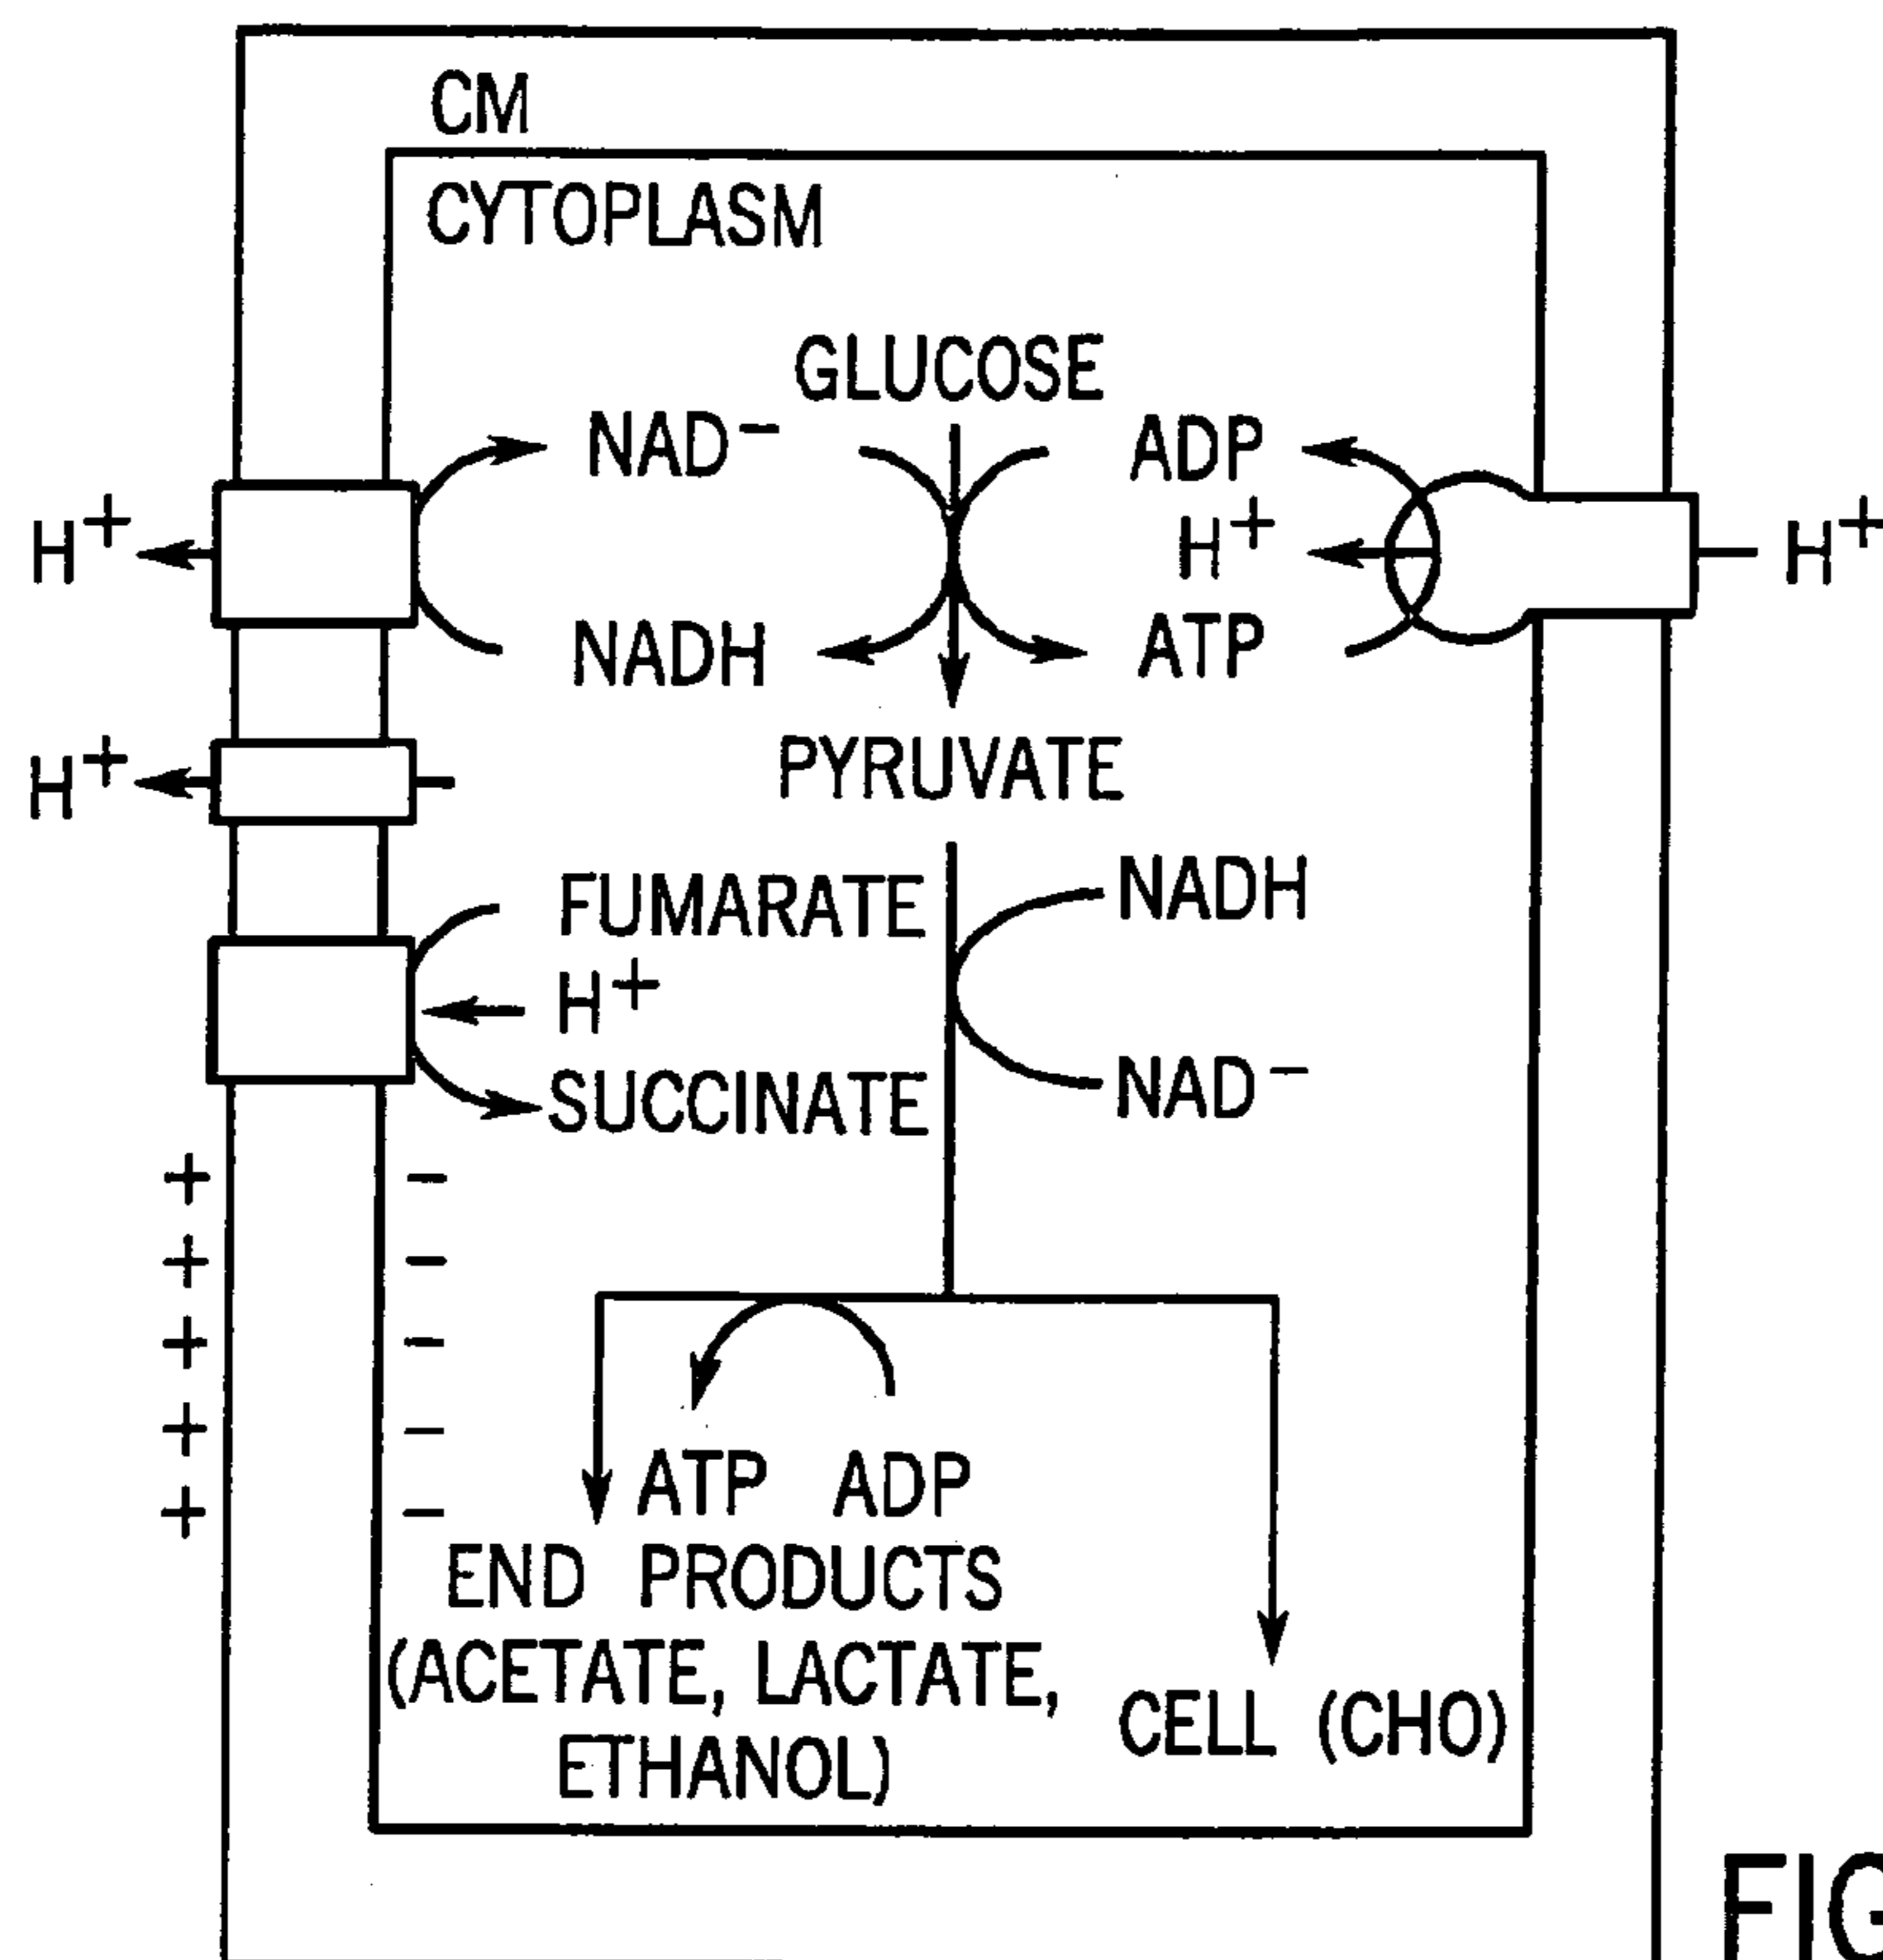 CM
CYTOPLASM
GLUCOSE
NAD−
ADP
H+
H+
H+
NADH
ATP
PYRUVATE
H+
FUMARATE
NADH
H+
SUCCINATE
NAD−
+ −
+ −
+ −
+ −
+ −
ATP ADP
END PRODUCTS
(ACETATE, LACTATE,
ETHANOL)
CELL (CHO)
FIG